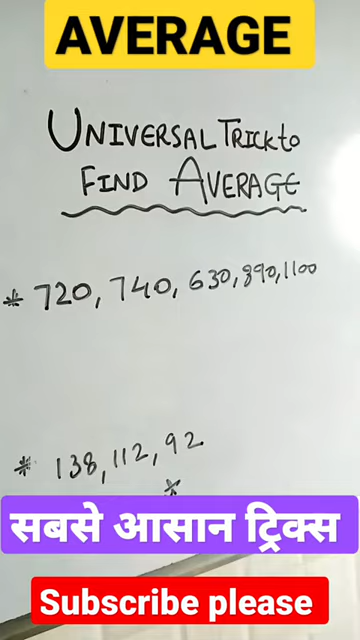 AVERAGE
UNIVERSAL TRICK to
FIND AVERAGE
* 720, 740, 630, 890, 1100
* 138, 112, 92
*
सबसे आसान ट्रिक्स
Subscribe please